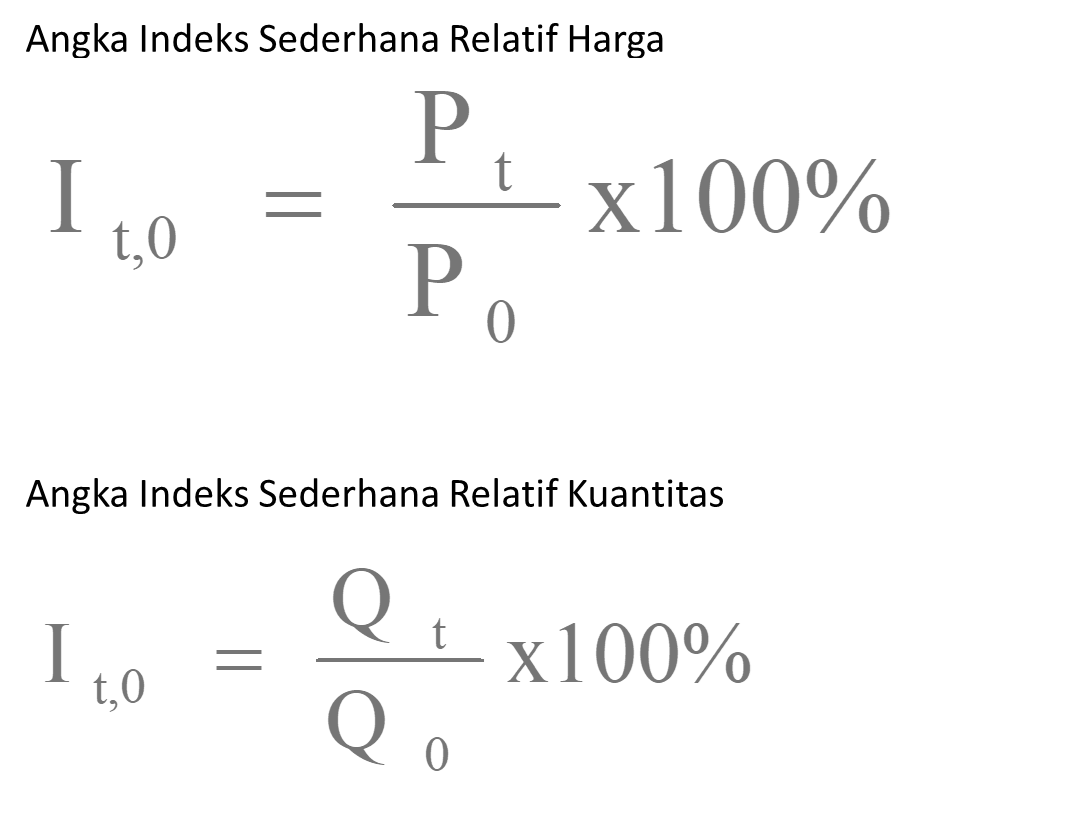 Angka Indeks Sederhana Relatif Harga
I t,0 = P t / P 0 x100%
Angka Indeks Sederhana Relatif Kuantitas
I t,0 = Q t / Q 0 x100%